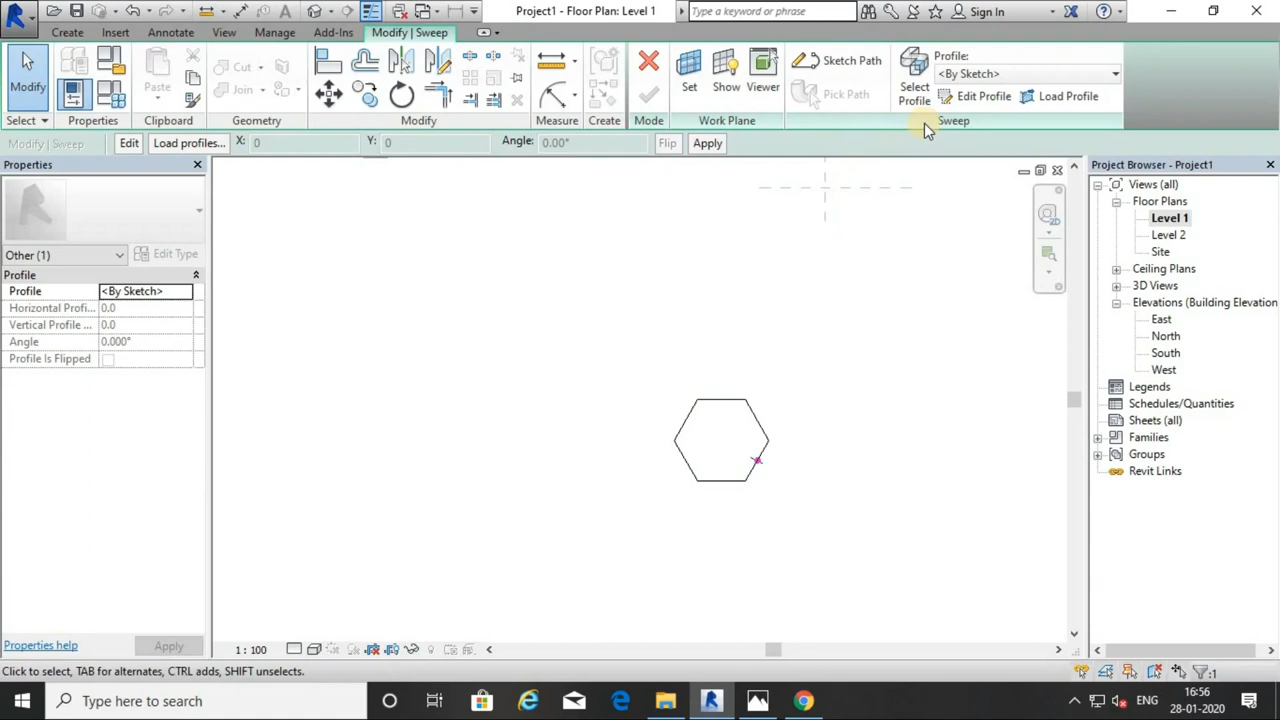 Project1 - Floor Plan: Level 1
Type a keyword or phrase
Sign In
Create
Insert
Annotate
View
Manage
Add-Ins
Modify | Sweep
Modify
Paste
Cut
Join
Set
Show
Viewer
Sketch Path
Pick Path
Select
Profile
Profile:
<By Sketch>
Edit Profile
Load Profile
Select
Properties
Clipboard
Geometry
Modify
Measure
Create
Mode
Work Plane
Sweep
Modify | Sweep
Edit
Load profiles...
X: 0
Y: 0
Angle: 0.00°
Flip
Apply
Properties
Other (1)
Edit Type
Profile
Profile <By Sketch>
Horizontal Profi... 0.0
Vertical Profile ... 0.0
Angle 0.000°
Profile Is Flipped
Properties help
Apply
2D
Project Browser - Project1
Views (all)
Floor Plans
Level 1
Level 2
Site
Ceiling Plans
3D Views
Elevations (Building Elevation
East
North
South
West
Legends
Schedules/Quantities
Sheets (all)
Families
Groups
Revit Links
1 : 100
Click to select, TAB for alternates, CTRL adds, SHIFT unselects.
:1
Type here to search
ENG
16:56
28-01-2020